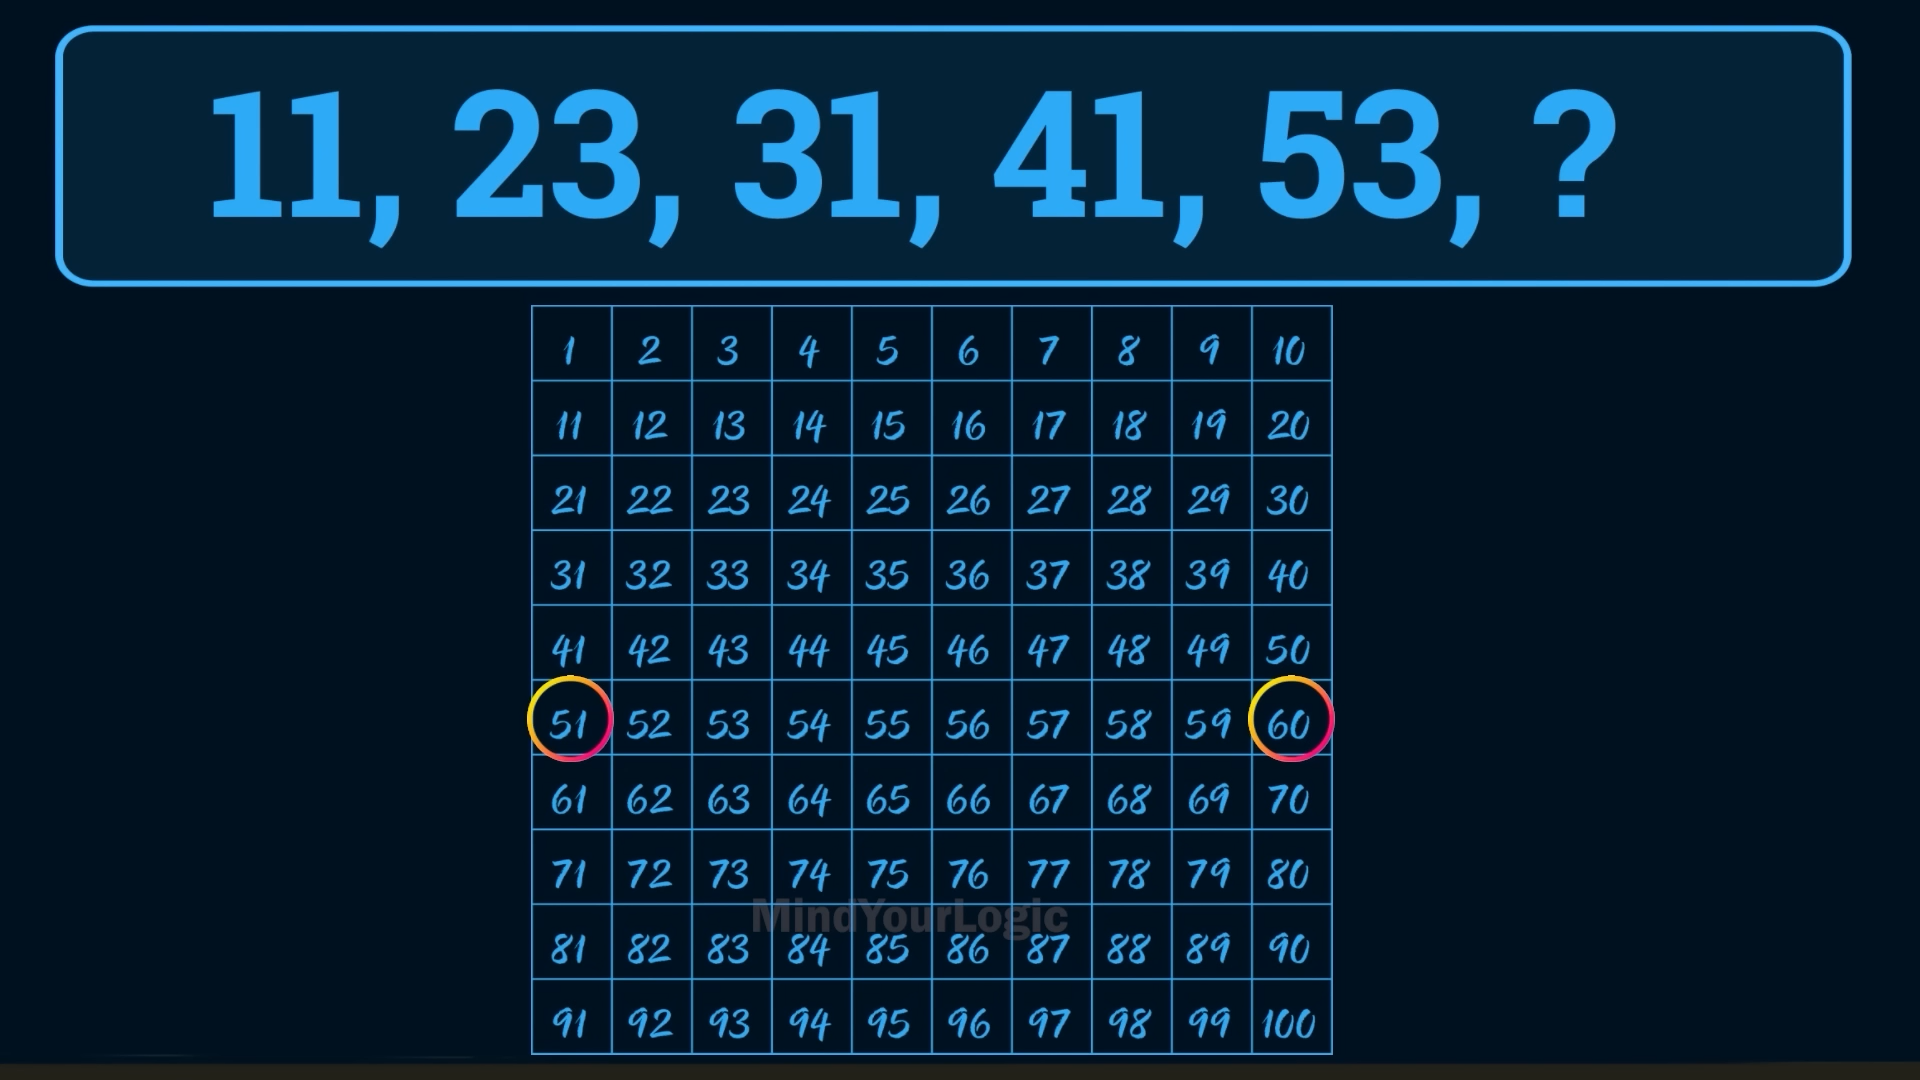 11, 23, 31, 41, 53, ?
1 2 3 4 5 6 7 8 9 10
11 12 13 14 15 16 17 18 19 20
21 22 23 24 25 26 27 28 29 30
31 32 33 34 35 36 37 38 39 40
41 42 43 44 45 46 47 48 49 50
51 52 53 54 55 56 57 58 59 60
61 62 63 64 65 66 67 68 69 70
71 72 73 74 75 76 77 78 79 80
MindYourLogic
81 82 83 84 85 86 87 88 89 90
91 92 93 94 95 96 97 98 99 100